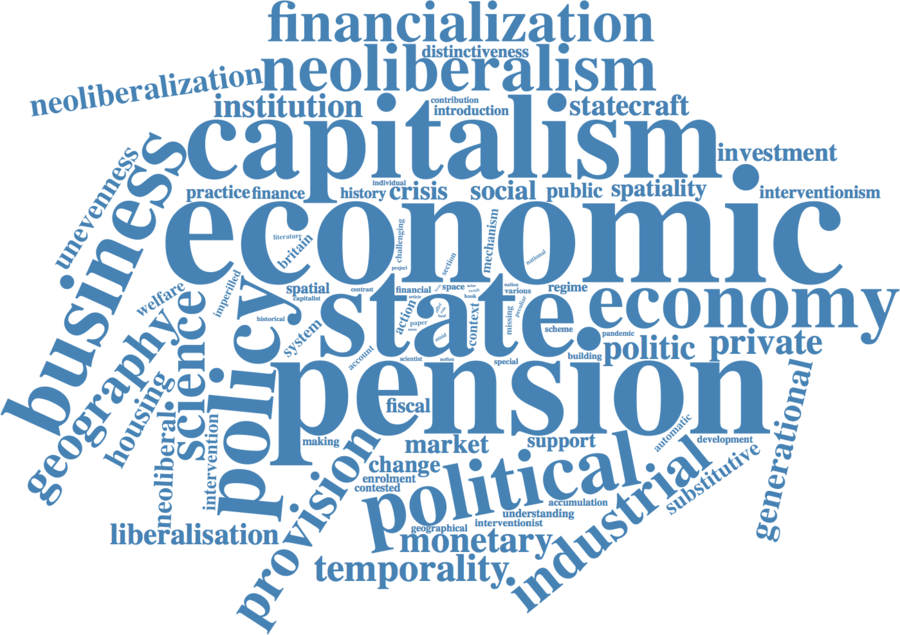 financialization
distinctiveness
neoliberalism
neoliberalization
institution
contribution
introduction
statecraft
capitalism
investment
unevenness
business
practice
finance
individual
history
crisis
social
public
spatiality
interventionism
economic
literature
britain
challenging
project
section
mechanism
national
welfare
imperilled
spatial
capitalist
contrast
financial
space
nation
various
regime
economy
geography
science
policy
historical
system
state
action
article
paper
book
context
missing
peculiar
scheme
pandemic
politic
private
account
scientist
special
building
pension
housing
neoliberal
intervention
fiscal
making
market
support
automatic
development
generational
provision
change
enrolment
contested
political
accumulation
understanding
geographical
interventionist
industrial
substitutive
liberalisation
monetary
temporality